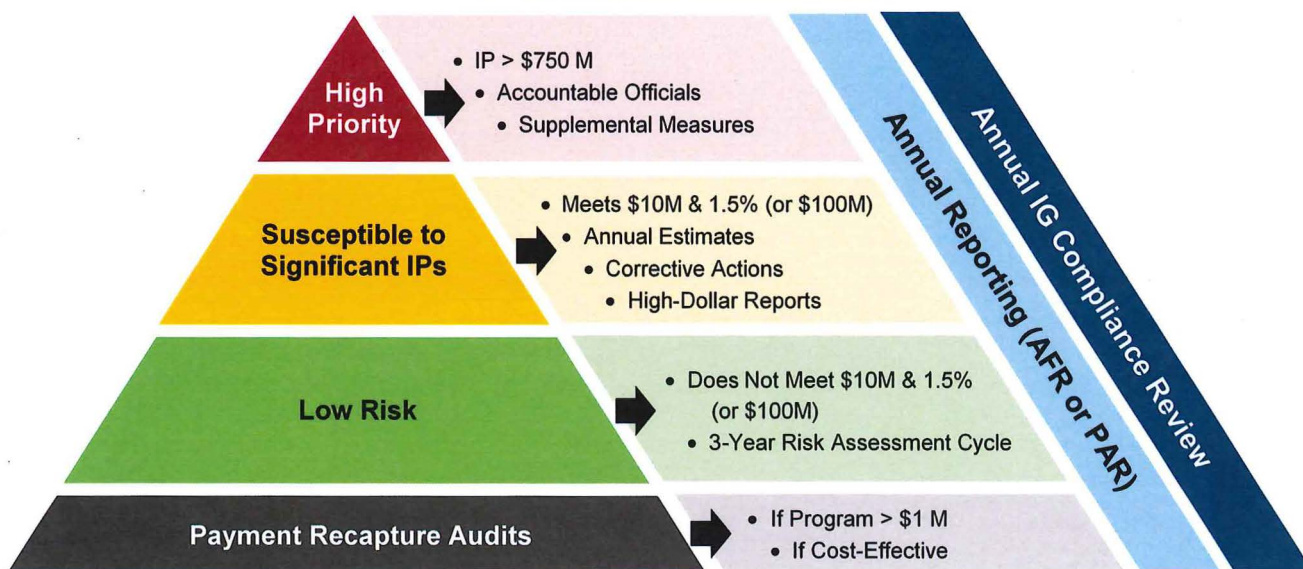 High
Priority
• IP > $750 M
• Accountable Officials
• Supplemental Measures
Susceptible to
Significant IPs
• Meets $10M & 1.5% (or $100M)
• Annual Estimates
• Corrective Actions
• High-Dollar Reports
Low Risk
• Does Not Meet $10M & 1.5%
(or $100M)
• 3-Year Risk Assessment Cycle
Payment Recapture Audits
• If Program > $1 M
• If Cost-Effective
Annual Reporting (AFR or PAR)
Annual IG Compliance Review